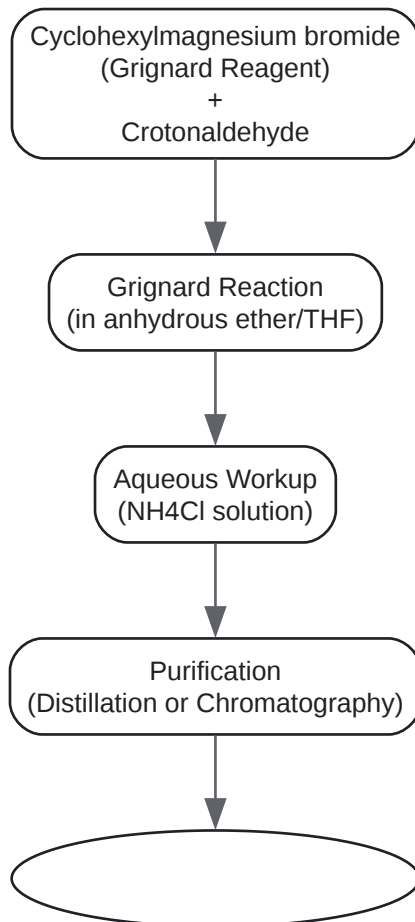 Cyclohexylmagnesium bromide
(Grignard Reagent)
+
Crotonaldehyde
Grignard Reaction
(in anhydrous ether/THF)
Aqueous Workup
(NH4Cl solution)
Purification
(Distillation or Chromatography)